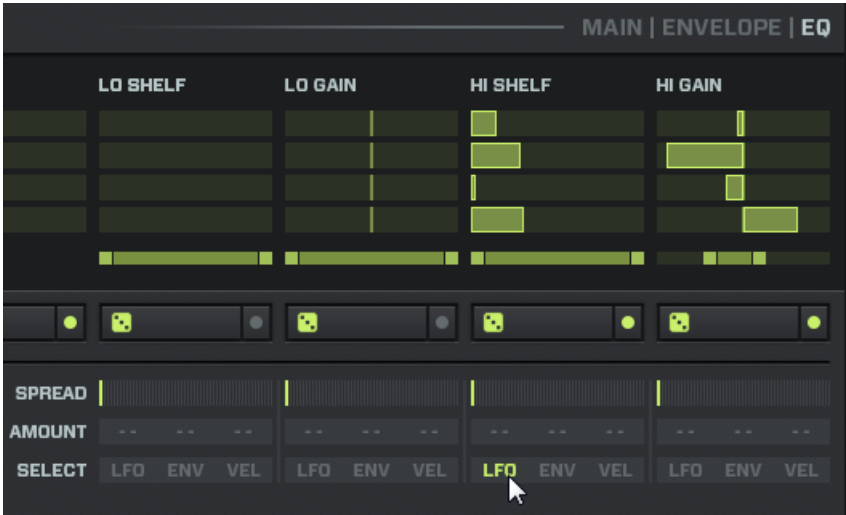 MAIN | ENVELOPE | EQ
LO SHELF LO GAIN HI SHELF HI GAIN
SPREAD
AMOUNT -- -- -- -- -- -- -- -- -- -- -- --
SELECT LFO ENV VEL LFO ENV VEL LFO ENV VEL LFO ENV VEL